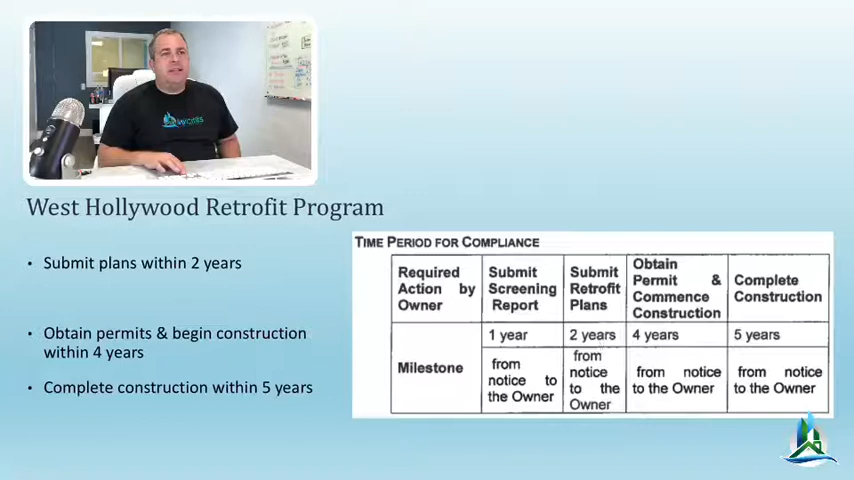 West Hollywood Retrofit Program
• Submit plans within 2 years
• Obtain permits & begin construction
within 4 years
• Complete construction within 5 years
TIME PERIOD FOR COMPLIANCE
Required Action by Owner
Submit Screening Report
Submit Retrofit Plans
Obtain Permit & Commence Construction
Complete Construction
Milestone
1 year
2 years
4 years
5 years
from notice to the Owner
from notice to the Owner
from notice to the Owner
from notice to the Owner